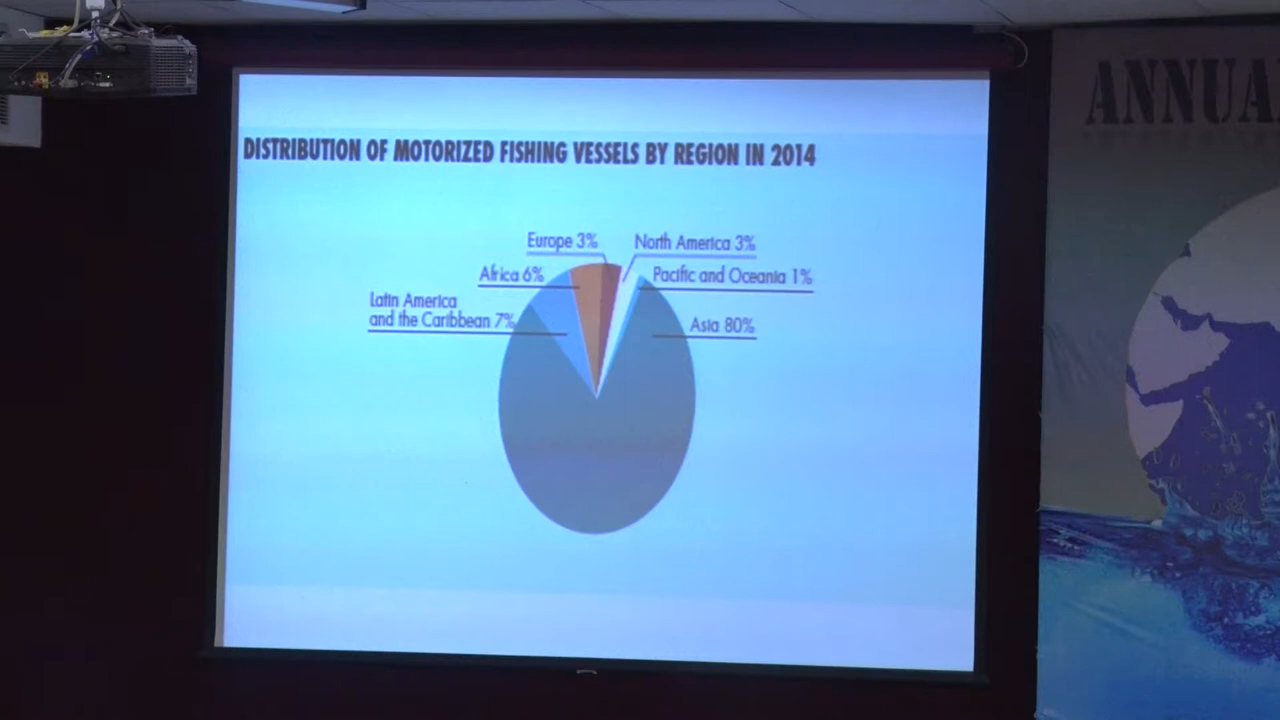 ANNUA
DISTRIBUTION OF MOTORIZED FISHING VESSELS BY REGION IN 2014
Europe 3%
North America 3%
Africa 6%
Pacific and Oceania 1%
Latin America
and the Caribbean 7%
Asia 80%